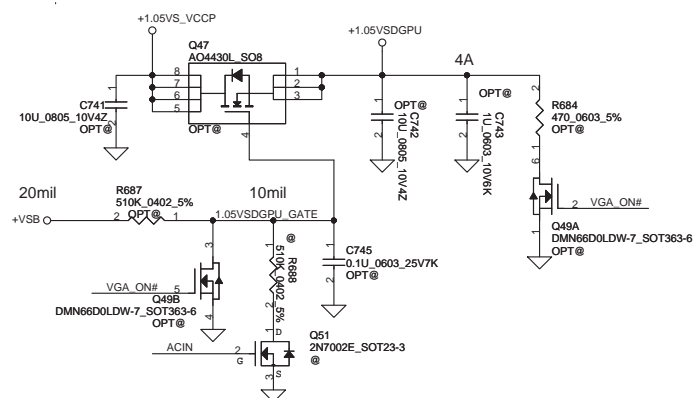 +1.05VS_VCCP
Q47
AO4430L_SO8
8
7
6
5
1
2
3
4
OPT@
1
C741
10U_0805_10V4Z
OPT@
2
+1.05VSDGPU
4A
1
OPT@
C742
10U_0805_10V4Z
2
1
OPT@
C743
1U_0603_10V6K
2
2
R684
470_0603_5%
OPT@
1
6
2
VGA_ON#
Q49A
DMN66D0LDW-7_SOT363-6
OPT@
1
20mil
+VSB
2
R687
510K_0402_5%
OPT@
1
10mil
1.05VSDGPU_GATE
3
VGA_ON#
5
Q49B
DMN66D0LDW-7_SOT363-6
OPT@
4
1
@
R688
510K_0402_5%
2
1
C745
0.1U_0603_25V7K
OPT@
2
1
D
Q51
2N7002E_SOT23-3
@
ACIN
2
G
3
S